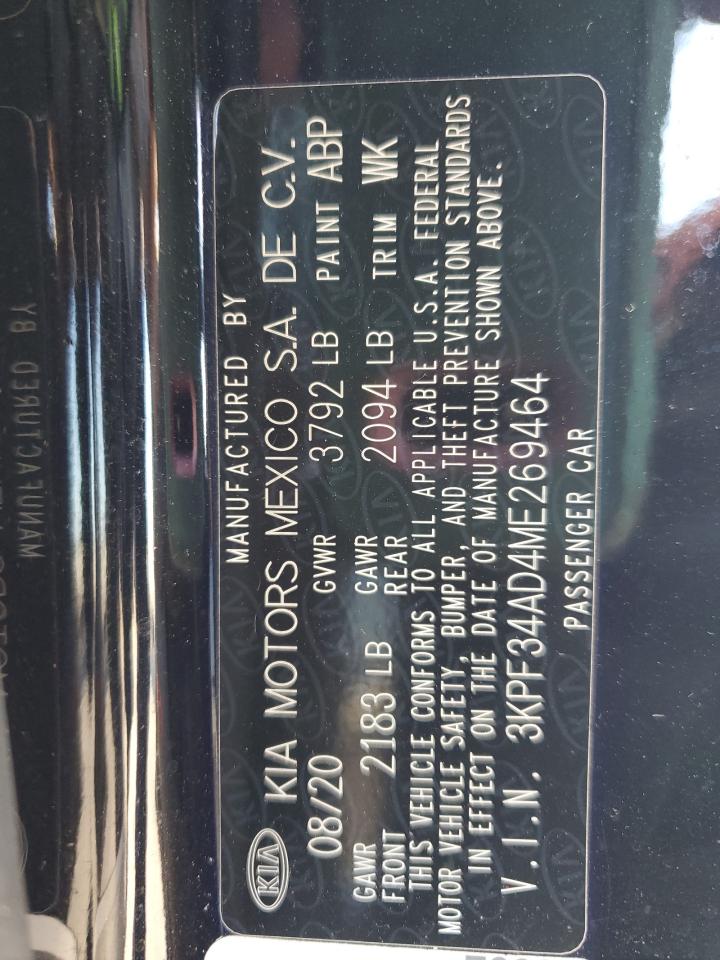 MANUFACTURED BY
KIA KIA MOTORS MEXICO S.A. DE C.V.
08/20 GVWR 3792 LB PAINT ABP
GAWR FRONT 2183 LB GAWR REAR 2094 LB TRIM WK
THIS VEHICLE CONFORMS TO ALL APPLICABLE U.S.A. FEDERAL
MOTOR VEHICLE SAFETY, BUMPER, AND THEFT PREVENTION STANDARDS
IN EFFECT ON THE DATE OF MANUFACTURE SHOWN ABOVE.
V.I.N. 3KPF34AD4ME269464
PASSENGER CAR
MANUFACTURED BY